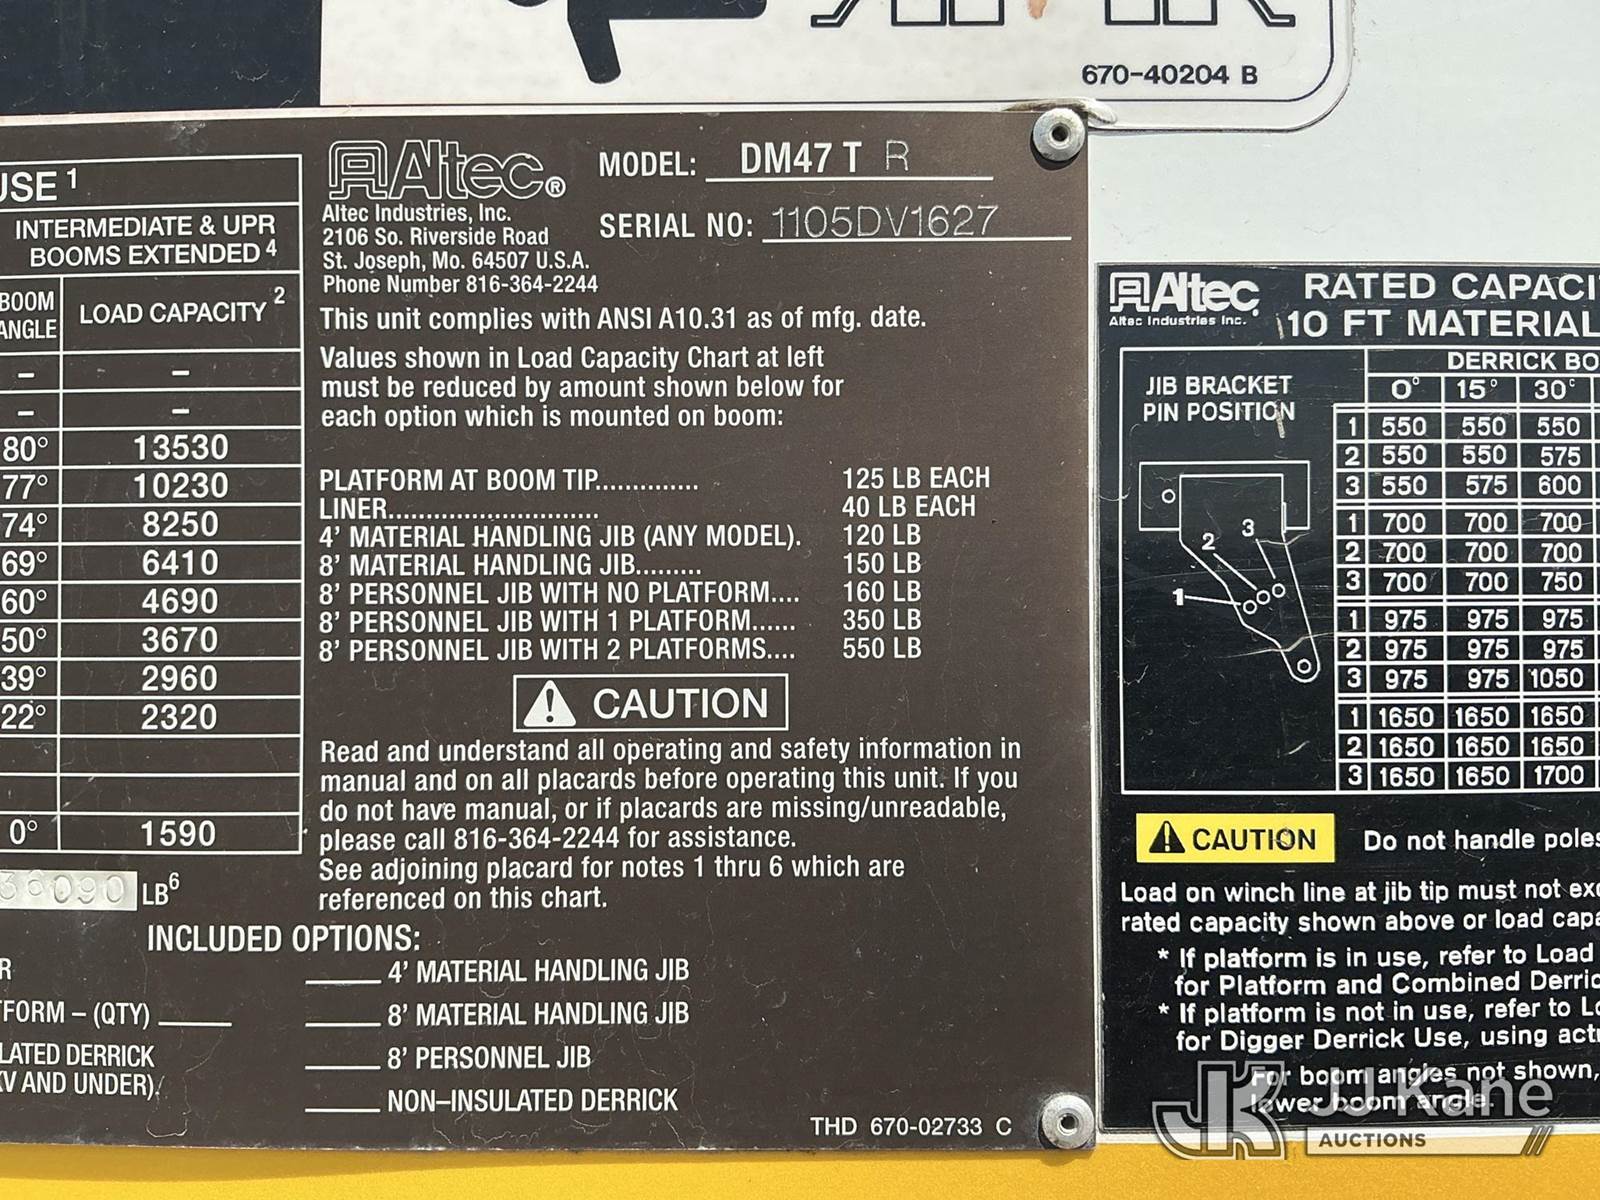 670-40204 B
USE 1
INTERMEDIATE & UPR
BOOMS EXTENDED 4
BOOM
ANGLE
LOAD CAPACITY 2
– –
– –
80° 13530
77° 10230
74° 8250
69° 6410
60° 4690
50° 3670
39° 2960
22° 2320
0° 1590
36090 LB6
Altec®
Altec Industries, Inc.
2106 So. Riverside Road
St. Joseph, Mo. 64507 U.S.A.
Phone Number 816-364-2244
MODEL: DM47 T R
SERIAL NO: 1105DV1627
This unit complies with ANSI A10.31 as of mfg. date.
Values shown in Load Capacity Chart at left
must be reduced by amount shown below for
each option which is mounted on boom:
PLATFORM AT BOOM TIP.............. 125 LB EACH
LINER............................ 40 LB EACH
4' MATERIAL HANDLING JIB (ANY MODEL). 120 LB
8' MATERIAL HANDLING JIB......... 150 LB
8' PERSONNEL JIB WITH NO PLATFORM.... 160 LB
8' PERSONNEL JIB WITH 1 PLATFORM...... 350 LB
8' PERSONNEL JIB WITH 2 PLATFORMS.... 550 LB
CAUTION
Read and understand all operating and safety information in
manual and on all placards before operating this unit. If you
do not have manual, or if placards are missing/unreadable,
please call 816-364-2244 for assistance.
See adjoining placard for notes 1 thru 6 which are
referenced on this chart.
INCLUDED OPTIONS:
R
FORM – (QTY)
LATED DERRICK
KV AND UNDER).
4' MATERIAL HANDLING JIB
8' MATERIAL HANDLING JIB
8' PERSONNEL JIB
NON–INSULATED DERRICK
THD 670-02733 C
Altec
Altec Industries Inc.
RATED CAPACI
10 FT MATERIAL
DERRICK BO
JIB BRACKET
PIN POSITION
0° 15° 30°
1 550 550 550
2 550 550 575
3 550 575 600
1 700 700 700
2 700 700 700
3 700 700 750
1 975 975 975
2 975 975 975
3 975 975 1050
1 1650 1650 1650
2 1650 1650 1650
3 1650 1650 1700
3
2
1
CAUTION Do not handle poles
Load on winch line at jib tip must not exc
rated capacity shown above or load capa
* If platform is in use, refer to Load
for Platform and Combined Derric
* If platform is not in use, refer to Lo
for Digger Derrick Use, using actu
For boom angles not shown,
lower boom angle.
JK JJ Kane
AUCTIONS